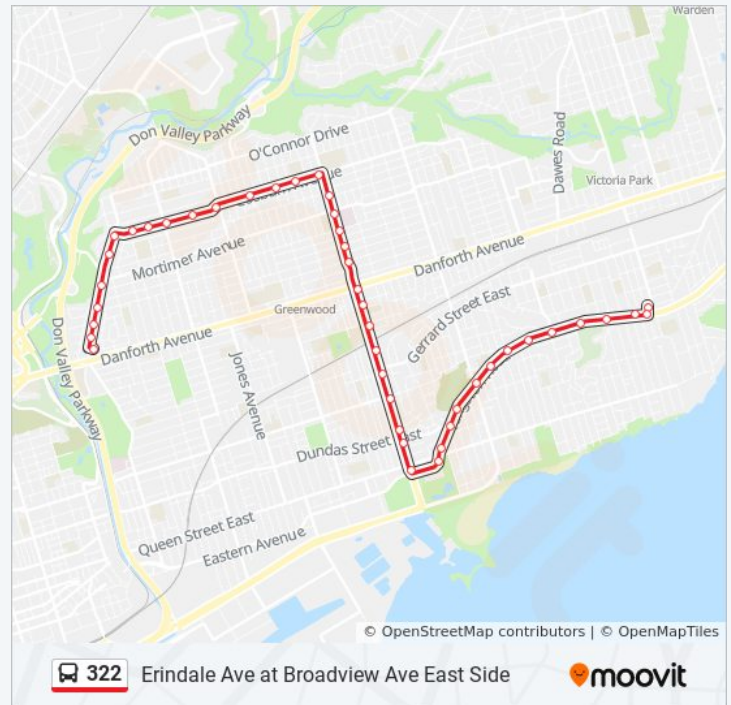 Warden
Don Valley Parkway
O'Connor Drive
Dawes Road
Victoria Park
Avenue
Mortimer Avenue
Danforth Avenue
Greenwood
Gerrard Street East
Don Valley Parkway
Danforth Avenue
Jones Avenue
Dundas Street East
Queen Street East
Eastern Avenue
© OpenStreetMap contributors | © OpenMapTiles
322 Erindale Ave at Broadview Ave East Side moovit